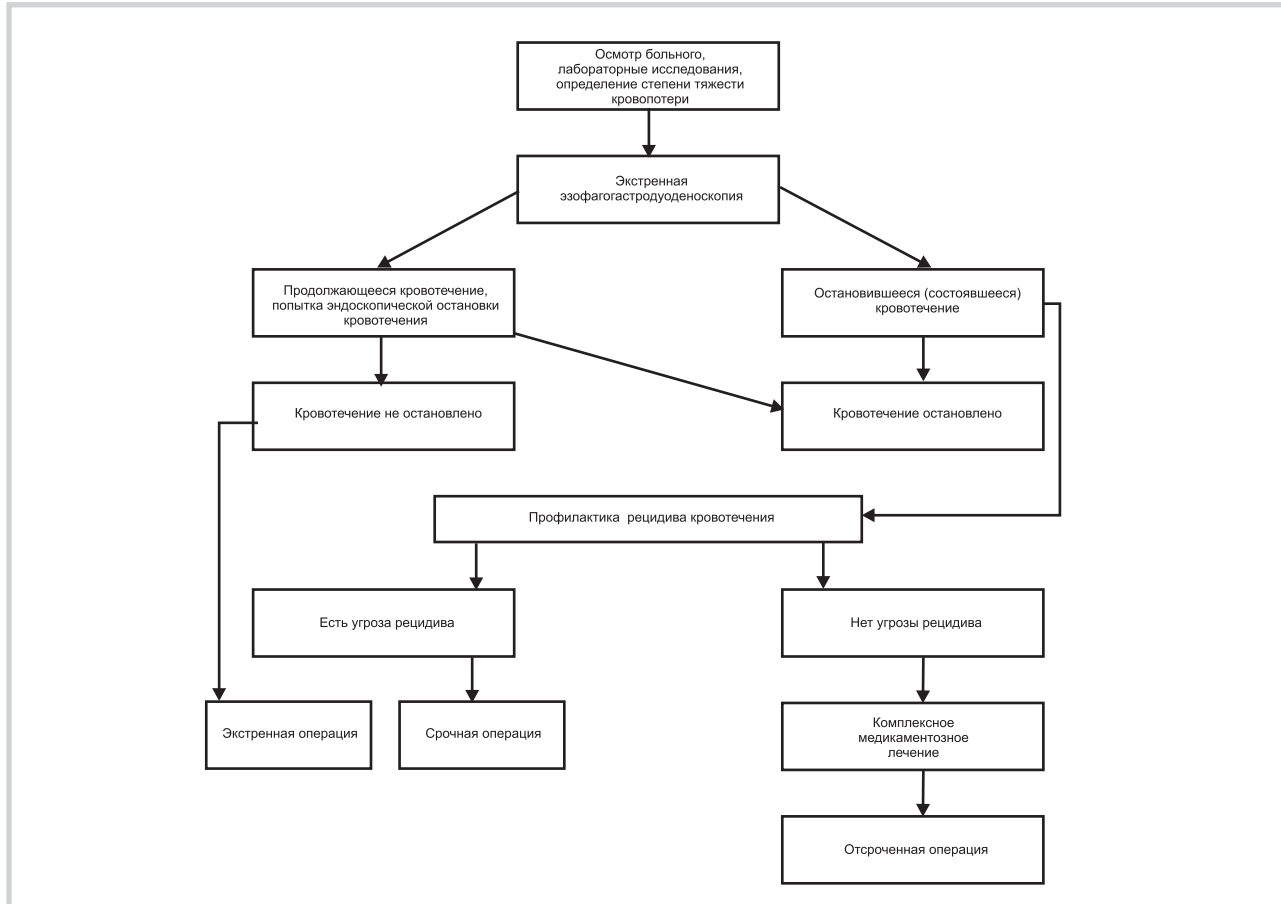 Осмотр больного,
лабораторные исследования,
определение степени тяжести
кровопотери
Экстренная
эзофагогастродуоденоскопия
Продолжающееся кровотечение,
попытка эндоскопической остановки
кровотечения
Остановившееся (состоявшееся)
кровотечение
Кровотечение не остановлено
Кровотечение остановлено
Профилактика рецидива кровотечения
Есть угроза рецидива
Нет угрозы рецидива
Экстренная операция
Срочная операция
Комплексное
медикаментозное
лечение
Отсроченная операция